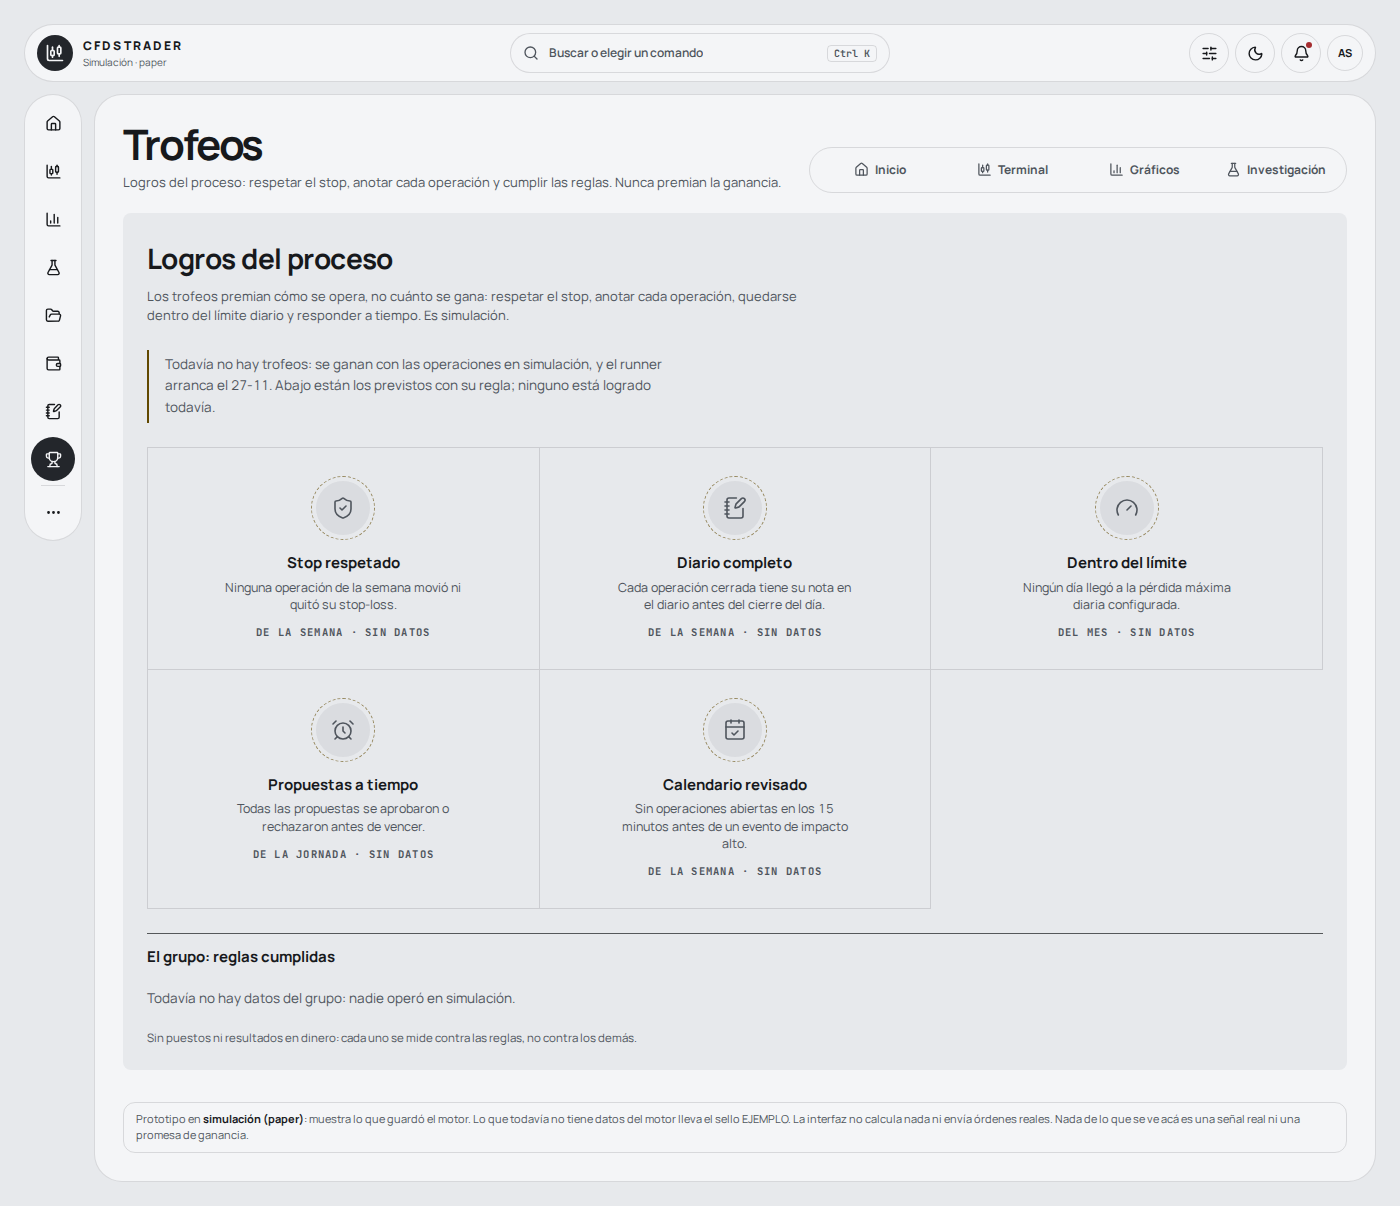 CFDSTRADER
Simulación · paper
Buscar o elegir un comando
Ctrl K
AS
Trofeos
Logros del proceso: respetar el stop, anotar cada operación y cumplir las reglas. Nunca premian la ganancia.
Inicio
Terminal
Gráficos
Investigación
Logros del proceso
Los trofeos premian cómo se opera, no cuánto se gana: respetar el stop, anotar cada operación, quedarse
dentro del límite diario y responder a tiempo. Es simulación.
Todavía no hay trofeos: se ganan con las operaciones en simulación, y el runner
arranca el 27-11. Abajo están los previstos con su regla; ninguno está logrado
todavía.
Stop respetado
Ninguna operación de la semana movió ni
quitó su stop-loss.
DE LA SEMANA · SIN DATOS
Diario completo
Cada operación cerrada tiene su nota en
el diario antes del cierre del día.
DE LA SEMANA · SIN DATOS
Dentro del límite
Ningún día llegó a la pérdida máxima
diaria configurada.
DEL MES · SIN DATOS
Propuestas a tiempo
Todas las propuestas se aprobaron o
rechazaron antes de vencer.
DE LA JORNADA · SIN DATOS
Calendario revisado
Sin operaciones abiertas en los 15
minutos antes de un evento de impacto
alto.
DE LA SEMANA · SIN DATOS
El grupo: reglas cumplidas
Todavía no hay datos del grupo: nadie operó en simulación.
Sin puestos ni resultados en dinero: cada uno se mide contra las reglas, no contra los demás.
Prototipo en simulación (paper): muestra lo que guardó el motor. Lo que todavía no tiene datos del motor lleva el sello EJEMPLO. La interfaz no calcula nada ni envía órdenes reales. Nada de lo que se ve acá es una señal real ni una
promesa de ganancia.